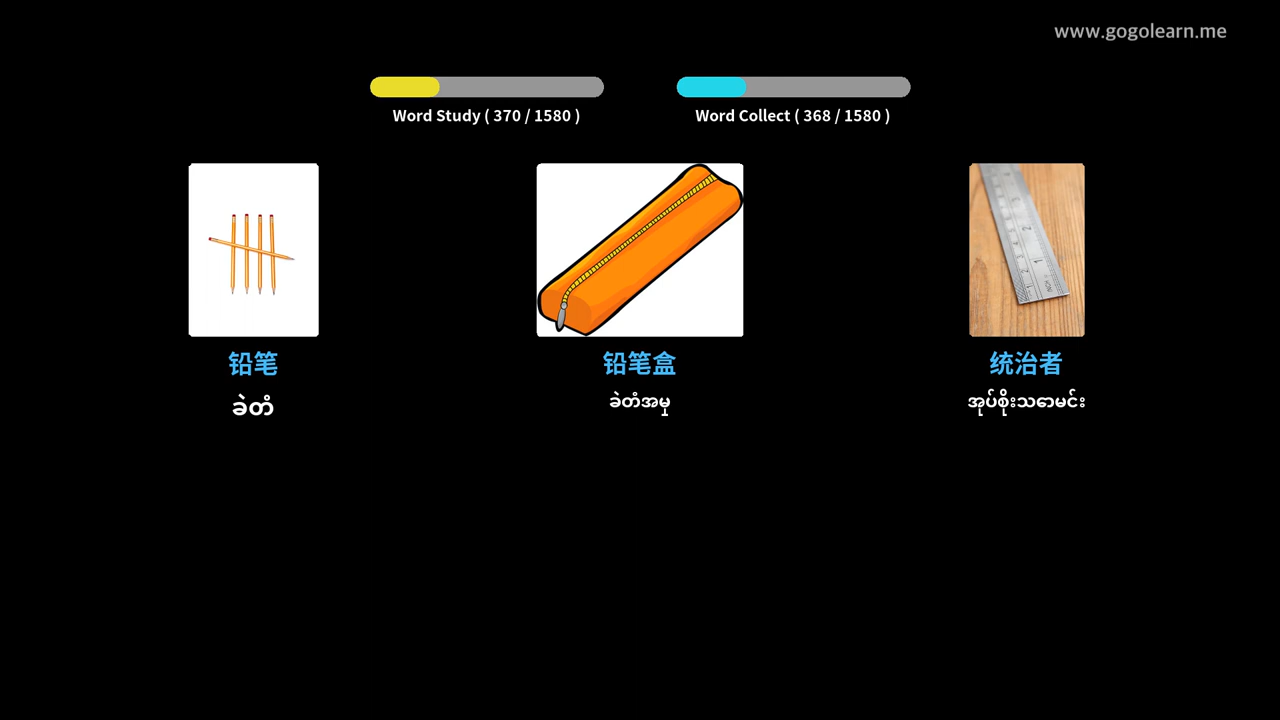 www.gogolearn.me
Word Study ( 370 / 1580 )
Word Collect ( 368 / 1580 )
铅笔
铅笔盒
统治者
ခဲတံ
ခဲတံအမှု
အုပ်စိုးသောမင်း